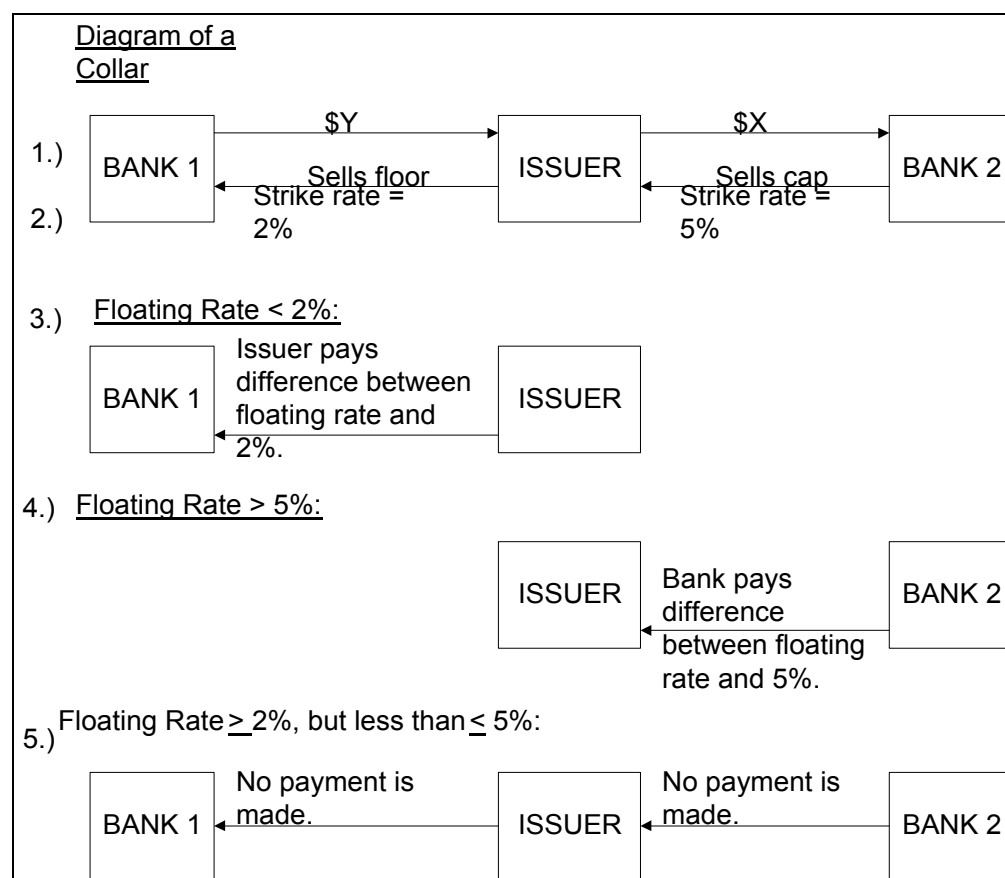 Diagram of a
Collar
1.)
BANK 1
$Y
ISSUER
$X
BANK 2
Sells floor
Sells cap
2.)
Strike rate =
2%
Strike rate =
5%
3.)
Floating Rate < 2%:
BANK 1
Issuer pays
difference between
floating rate and
2%.
ISSUER
4.)
Floating Rate > 5%:
ISSUER
Bank pays
difference
between floating
rate and 5%.
BANK 2
5.)
Floating Rate > 2%, but less than < 5%:
BANK 1
No payment is
made.
ISSUER
No payment is
made.
BANK 2